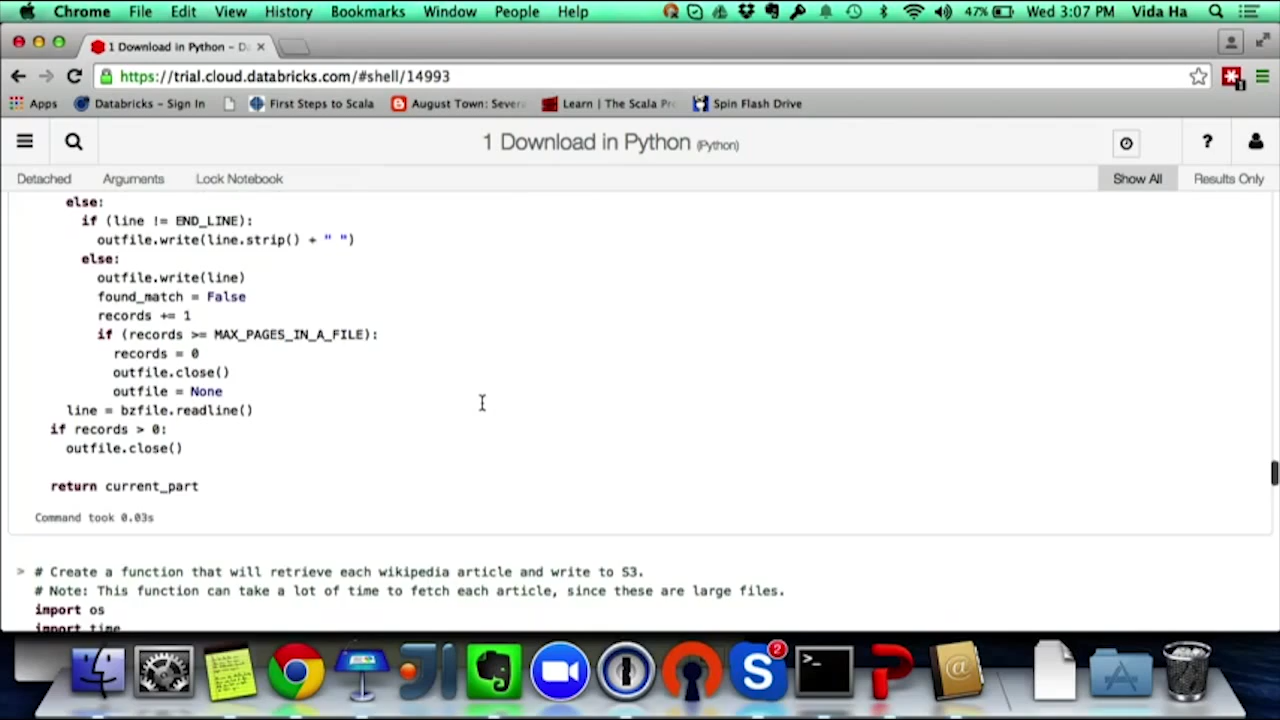 Chrome File Edit View History Bookmarks Window People Help 47% Wed 3:07 PM Vida Ha
1 Download in Python – Da
https://trial.cloud.databricks.com/#shell/14993
Apps Databricks – Sign In First Steps to Scala August Town: Severa Learn | The Scala Pr Spin Flash Drive
1 Download in Python (Python)
?
Detached Arguments Lock Notebook Show All Results Only
else:
if (line != END_LINE):
outfile.write(line.strip() + " ")
else:
outfile.write(line)
found_match = False
records += 1
if (records >= MAX_PAGES_IN_A_FILE):
records = 0
outfile.close()
outfile = None
line = bzfile.readline()
if records > 0:
outfile.close()
return current_part
Command took 0.03s
> # Create a function that will retrieve each wikipedia article and write to S3.
# Note: This function can take a lot of time to fetch each article, since these are large files.
import os
import time
2